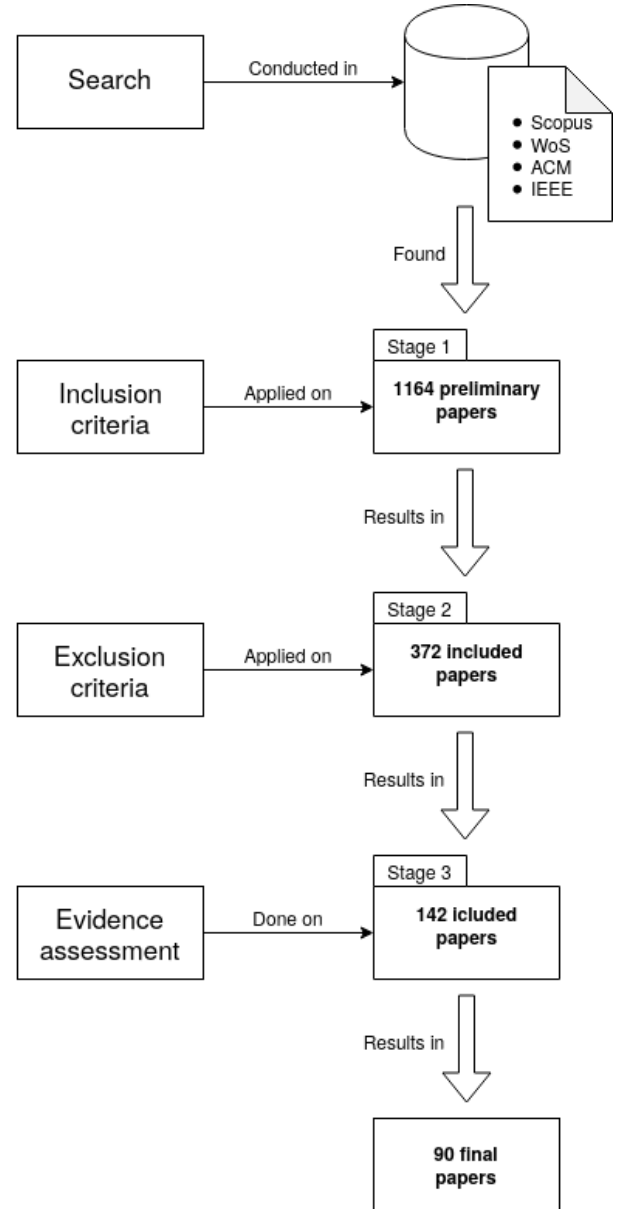 Search
Conducted in
● Scopus
● WoS
● ACM
● IEEE
Found
Stage 1
Inclusion
criteria
Applied on
1164 preliminary
papers
Results in
Stage 2
Exclusion
criteria
Applied on
372 included
papers
Results in
Stage 3
Evidence
assessment
Done on
142 icluded
papers
Results in
90 final
papers